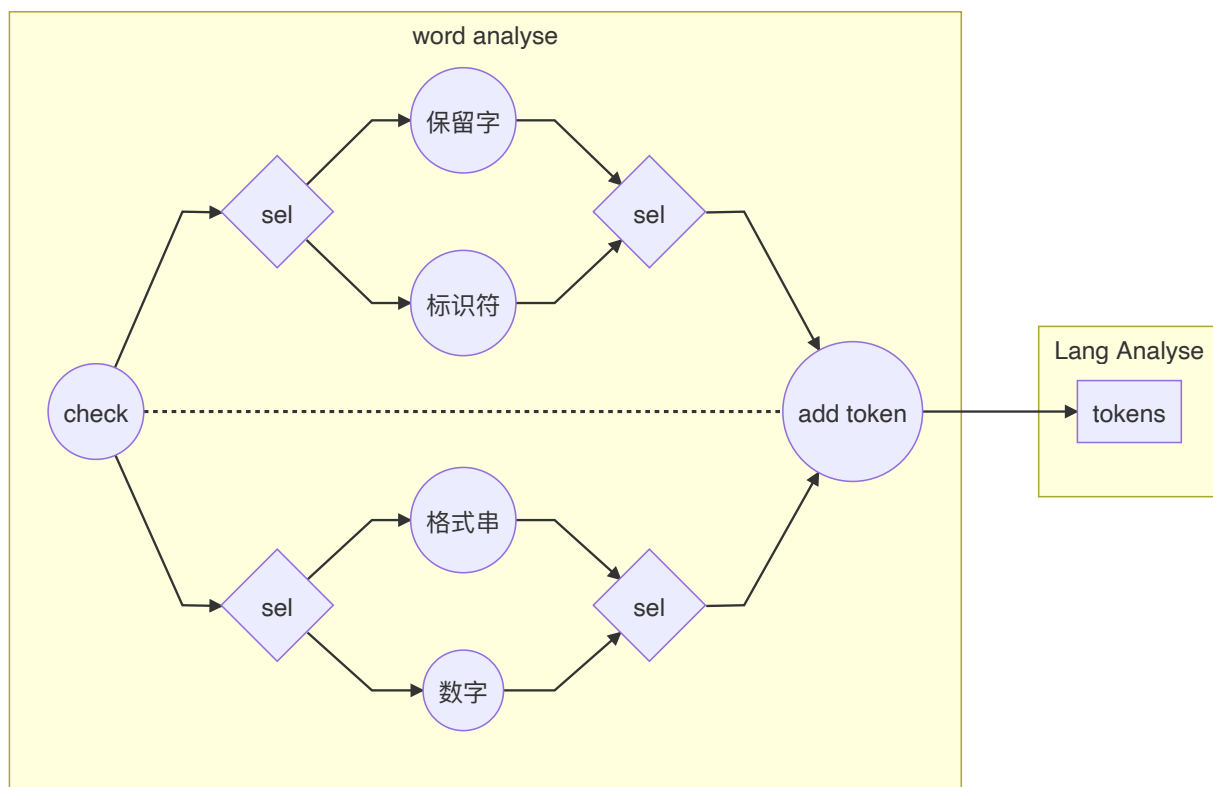 word analyse
保留字
sel
sel
标识符
Lang Analyse
check
add token
tokens
格式串
sel
sel
数字